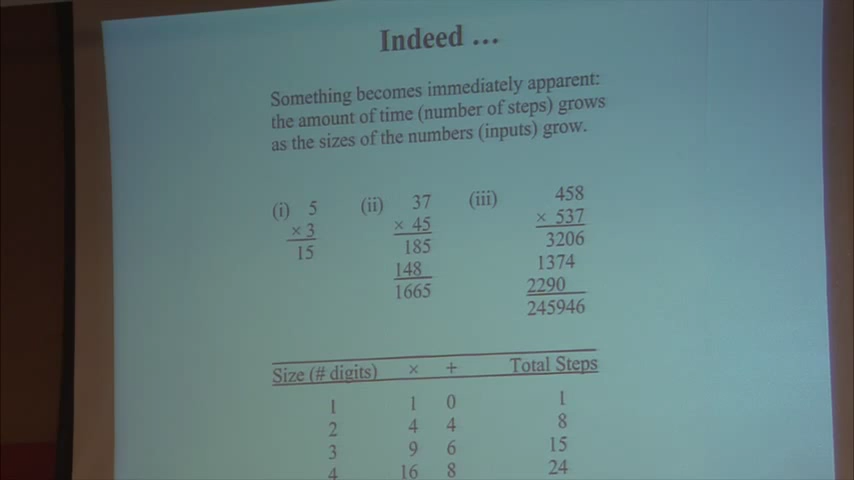 Indeed ...
Something becomes immediately apparent:
the amount of time (number of steps) grows
as the sizes of the numbers (inputs) grow.
(i) 5 (ii) 37 (iii) 458
× 3 × 45 × 537
15 185 3206
148 1374
1665 2290
245946
Size (# digits) × + Total Steps
1 1 0 1
2 4 4 8
3 9 6 15
4 16 8 24